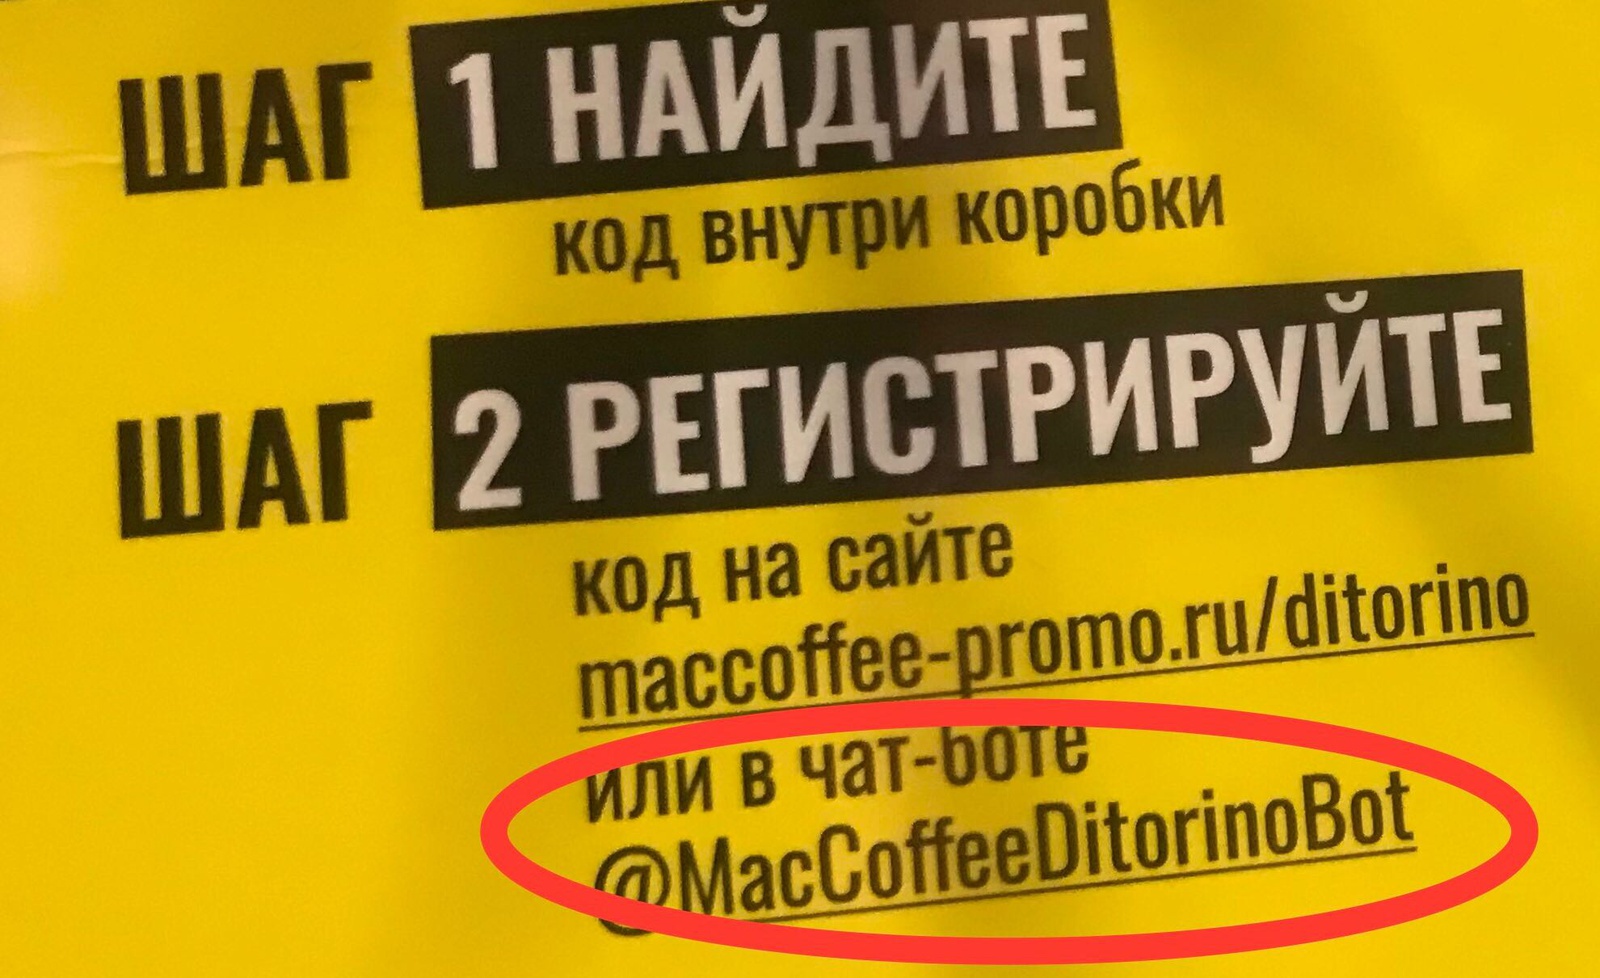 ШАГ 1 НАЙДИТЕ
код внутри коробки
ШАГ 2 РЕГИСТРИРУЙТЕ
код на сайте
maccoffee-promo.ru/ditorino
или в чат-боте
@MacCoffeeDitorinoBot